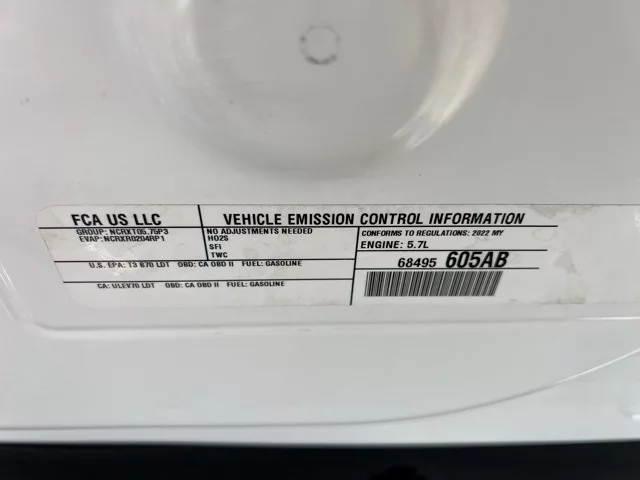 FCA US LLC
VEHICLE EMISSION CONTROL INFORMATION
GROUP: NCRXT05.75P3
EVAP: NCRXR0204RP1
NO ADJUSTMENTS NEEDED
HO2S
SFI
TWC
CONFORMS TO REGULATIONS: 2022 MY
ENGINE: 5.7L
U.S. EPA: T3 B70 LDT OBD: CA OBD II FUEL: GASOLINE
68495 605AB
CA: ULEV70 LDT OBD: CA OBD II FUEL: GASOLINE